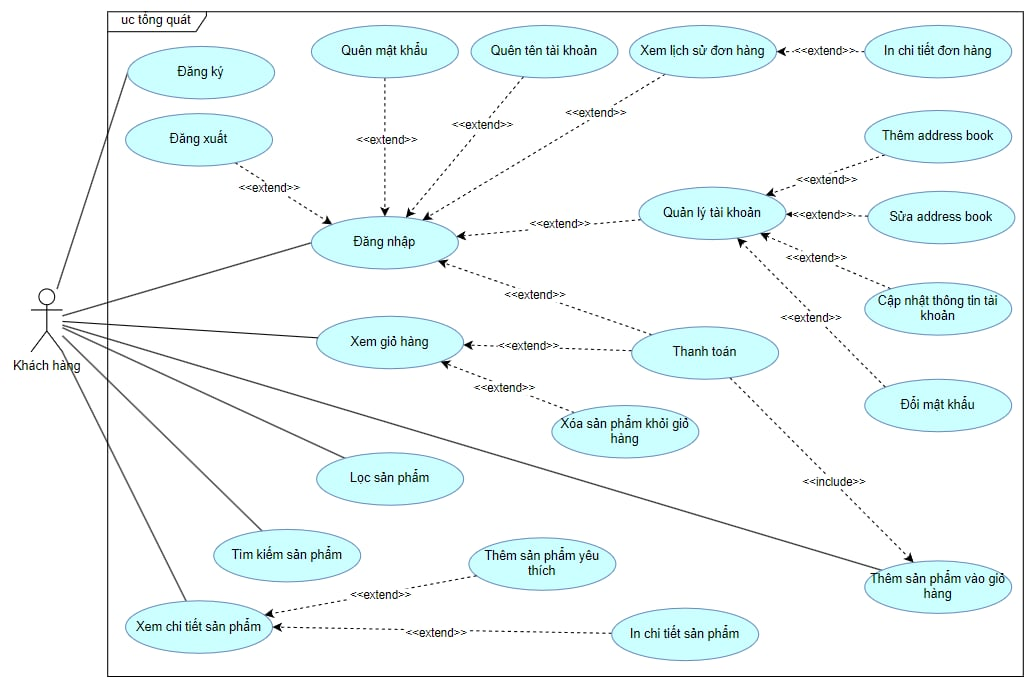 uc tổng quát
Đăng ký
Quên mật khẩu
Quên tên tài khoản
Xem lịch sử đơn hàng
<<extend>>
In chi tiết đơn hàng
Đăng xuất
<<extend>>
<<extend>>
<<extend>>
<<extend>>
Thêm address book
<<extend>>
<<extend>>
Quản lý tài khoản
<<extend>>
Sửa address book
<<extend>>
Đăng nhập
<<extend>>
Cập nhật thông tin tài
khoản
<<extend>>
<<extend>>
Khách hàng
Xem giỏ hàng
<<extend>>
Thanh toán
<<extend>>
Đổi mật khẩu
Xóa sản phẩm khỏi giỏ
hàng
Lọc sản phẩm
<<include>>
Tìm kiếm sản phẩm
Thêm sản phẩm yêu
thích
Thêm sản phẩm vào giỏ
hàng
<<extend>>
Xem chi tiết sản phẩm
<<extend>>
In chi tiết sản phẩm